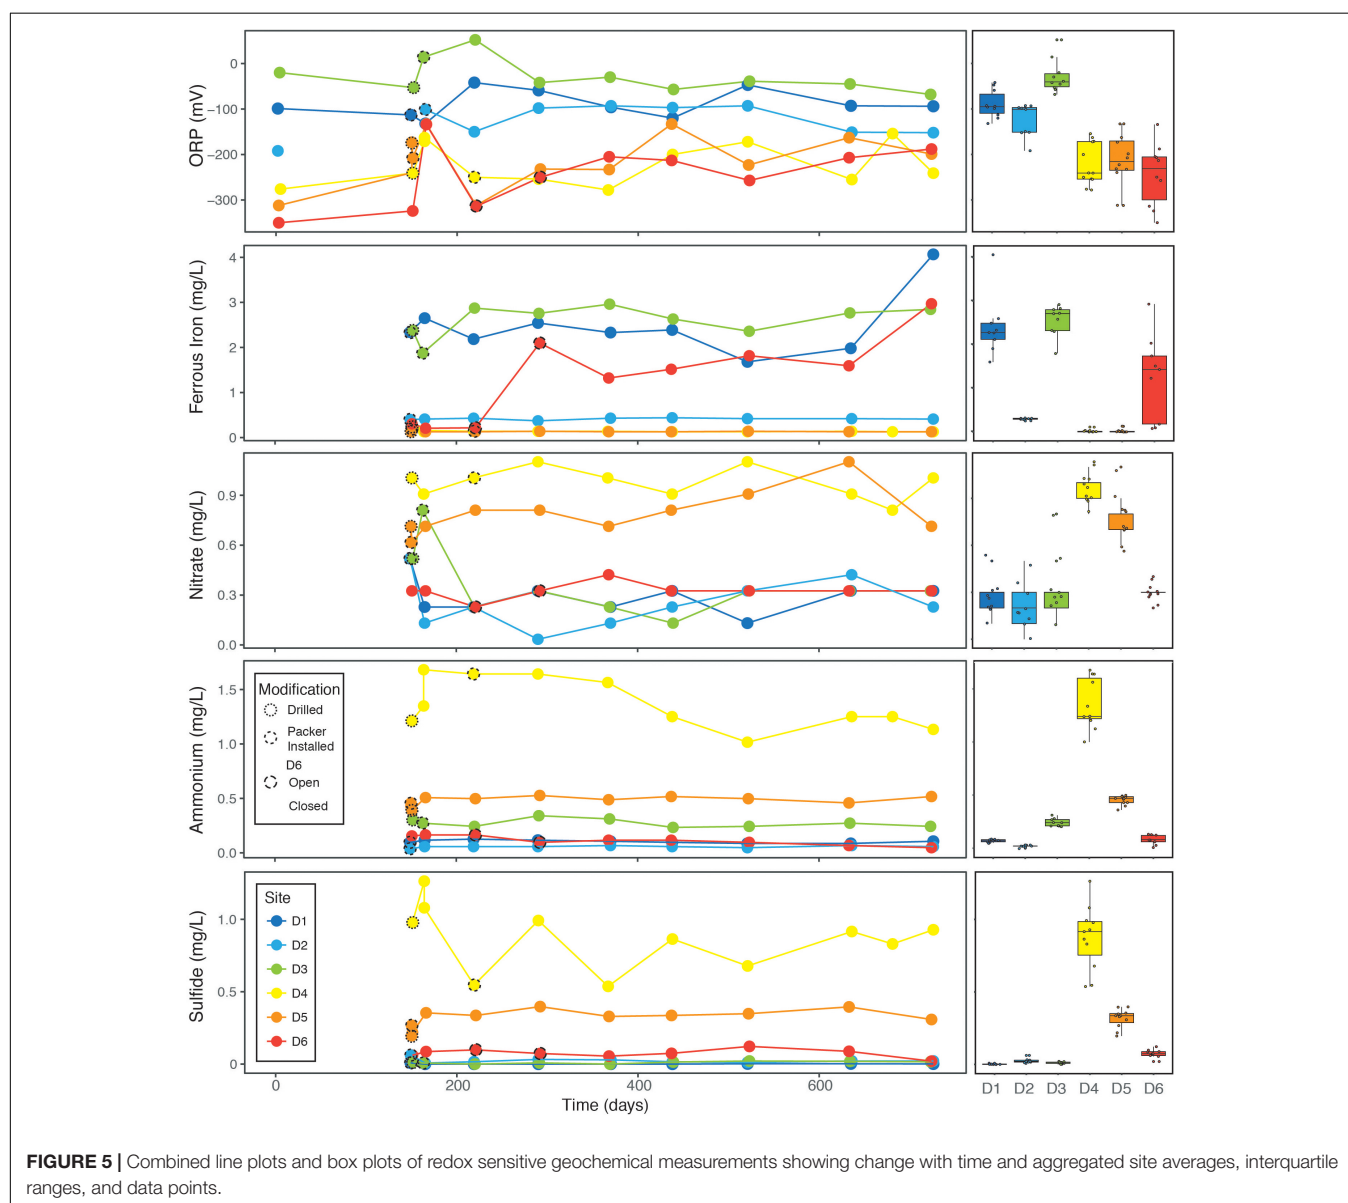 0
−100
−200
−300
ORP (mV)
4
3
2
1
0
Ferrous Iron (mg/L)
0.9
0.6
0.3
0.0
Nitrate (mg/L)
1.5
1.0
0.5
0.0
Ammonium (mg/L)
Modification
Drilled
Packer
Installed
D6
Open
Closed
1.0
0.5
0
Sulfide (mg/L)
Site
D1
D2
D3
D4
D5
D6
0 200 400 600
Time (days)
D1 D2 D3 D4 D5 D6
FIGURE 5 | Combined line plots and box plots of redox sensitive geochemical measurements showing change with time and aggregated site averages, interquartile
ranges, and data points.